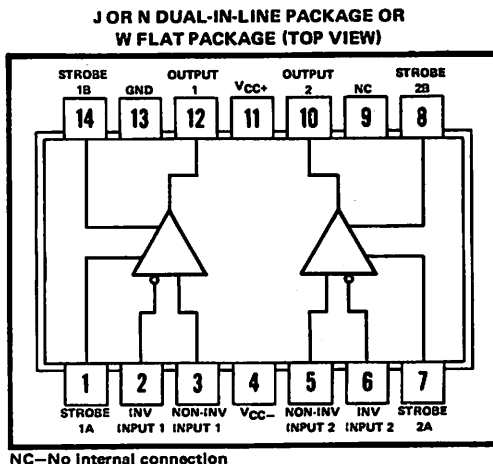 J OR N DUAL-IN-LINE PACKAGE OR
W FLAT PACKAGE (TOP VIEW)
STROBE 1B
GND
OUTPUT 1
VCC+
OUTPUT 2
NC
STROBE 2B
14 13 12 11 10 9 8
1 2 3 4 5 6 7
STROBE 1A
INV INPUT 1
NON-INV INPUT 1
VCC−
NON-INV INPUT 2
INV INPUT 2
STROBE 2A
NC—No internal connection